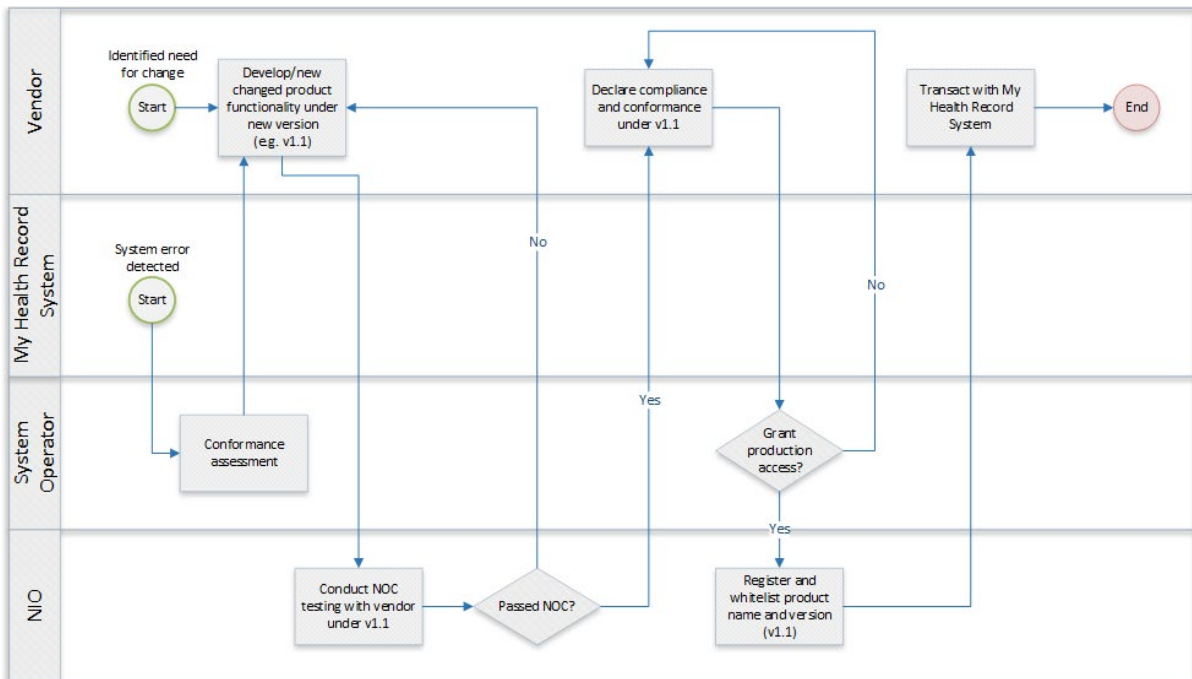 Vendor
Identified need
for change
Start
Develop/new
changed product
functionality under
new version
(e.g. v1.1)
Declare compliance
and conformance
under v1.1
Transact with My
Health Record
System
End
My Health Record
System
System error
detected
Start
No
No
System
Operator
Conformance
assessment
Yes
Grant
production
access?
Yes
NIO
Conduct NOC
testing with vendor
under v1.1
Passed NOC?
Register and
whitelist product
name and version
(v1.1)